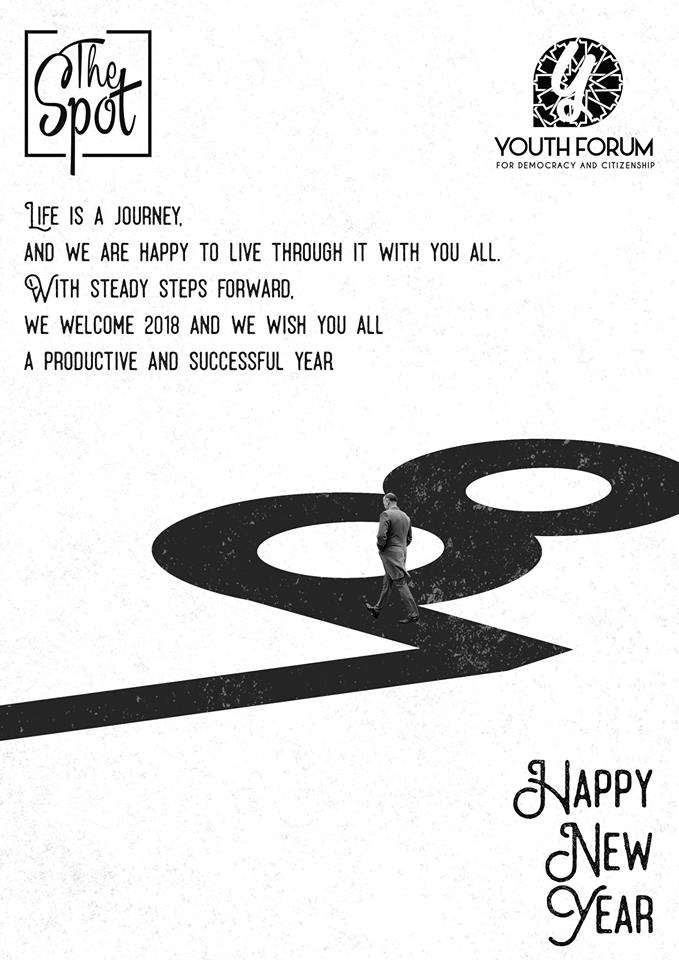 The
Spot
YOUTH FORUM
FOR DEMOCRACY AND CITIZENSHIP
LIFE IS A JOURNEY,
AND WE ARE HAPPY TO LIVE THROUGH IT WITH YOU ALL.
WITH STEADY STEPS FORWARD,
WE WELCOME 2018 AND WE WISH YOU ALL
A PRODUCTIVE AND SUCCESSFUL YEAR
HAPPY
NEW
YEAR